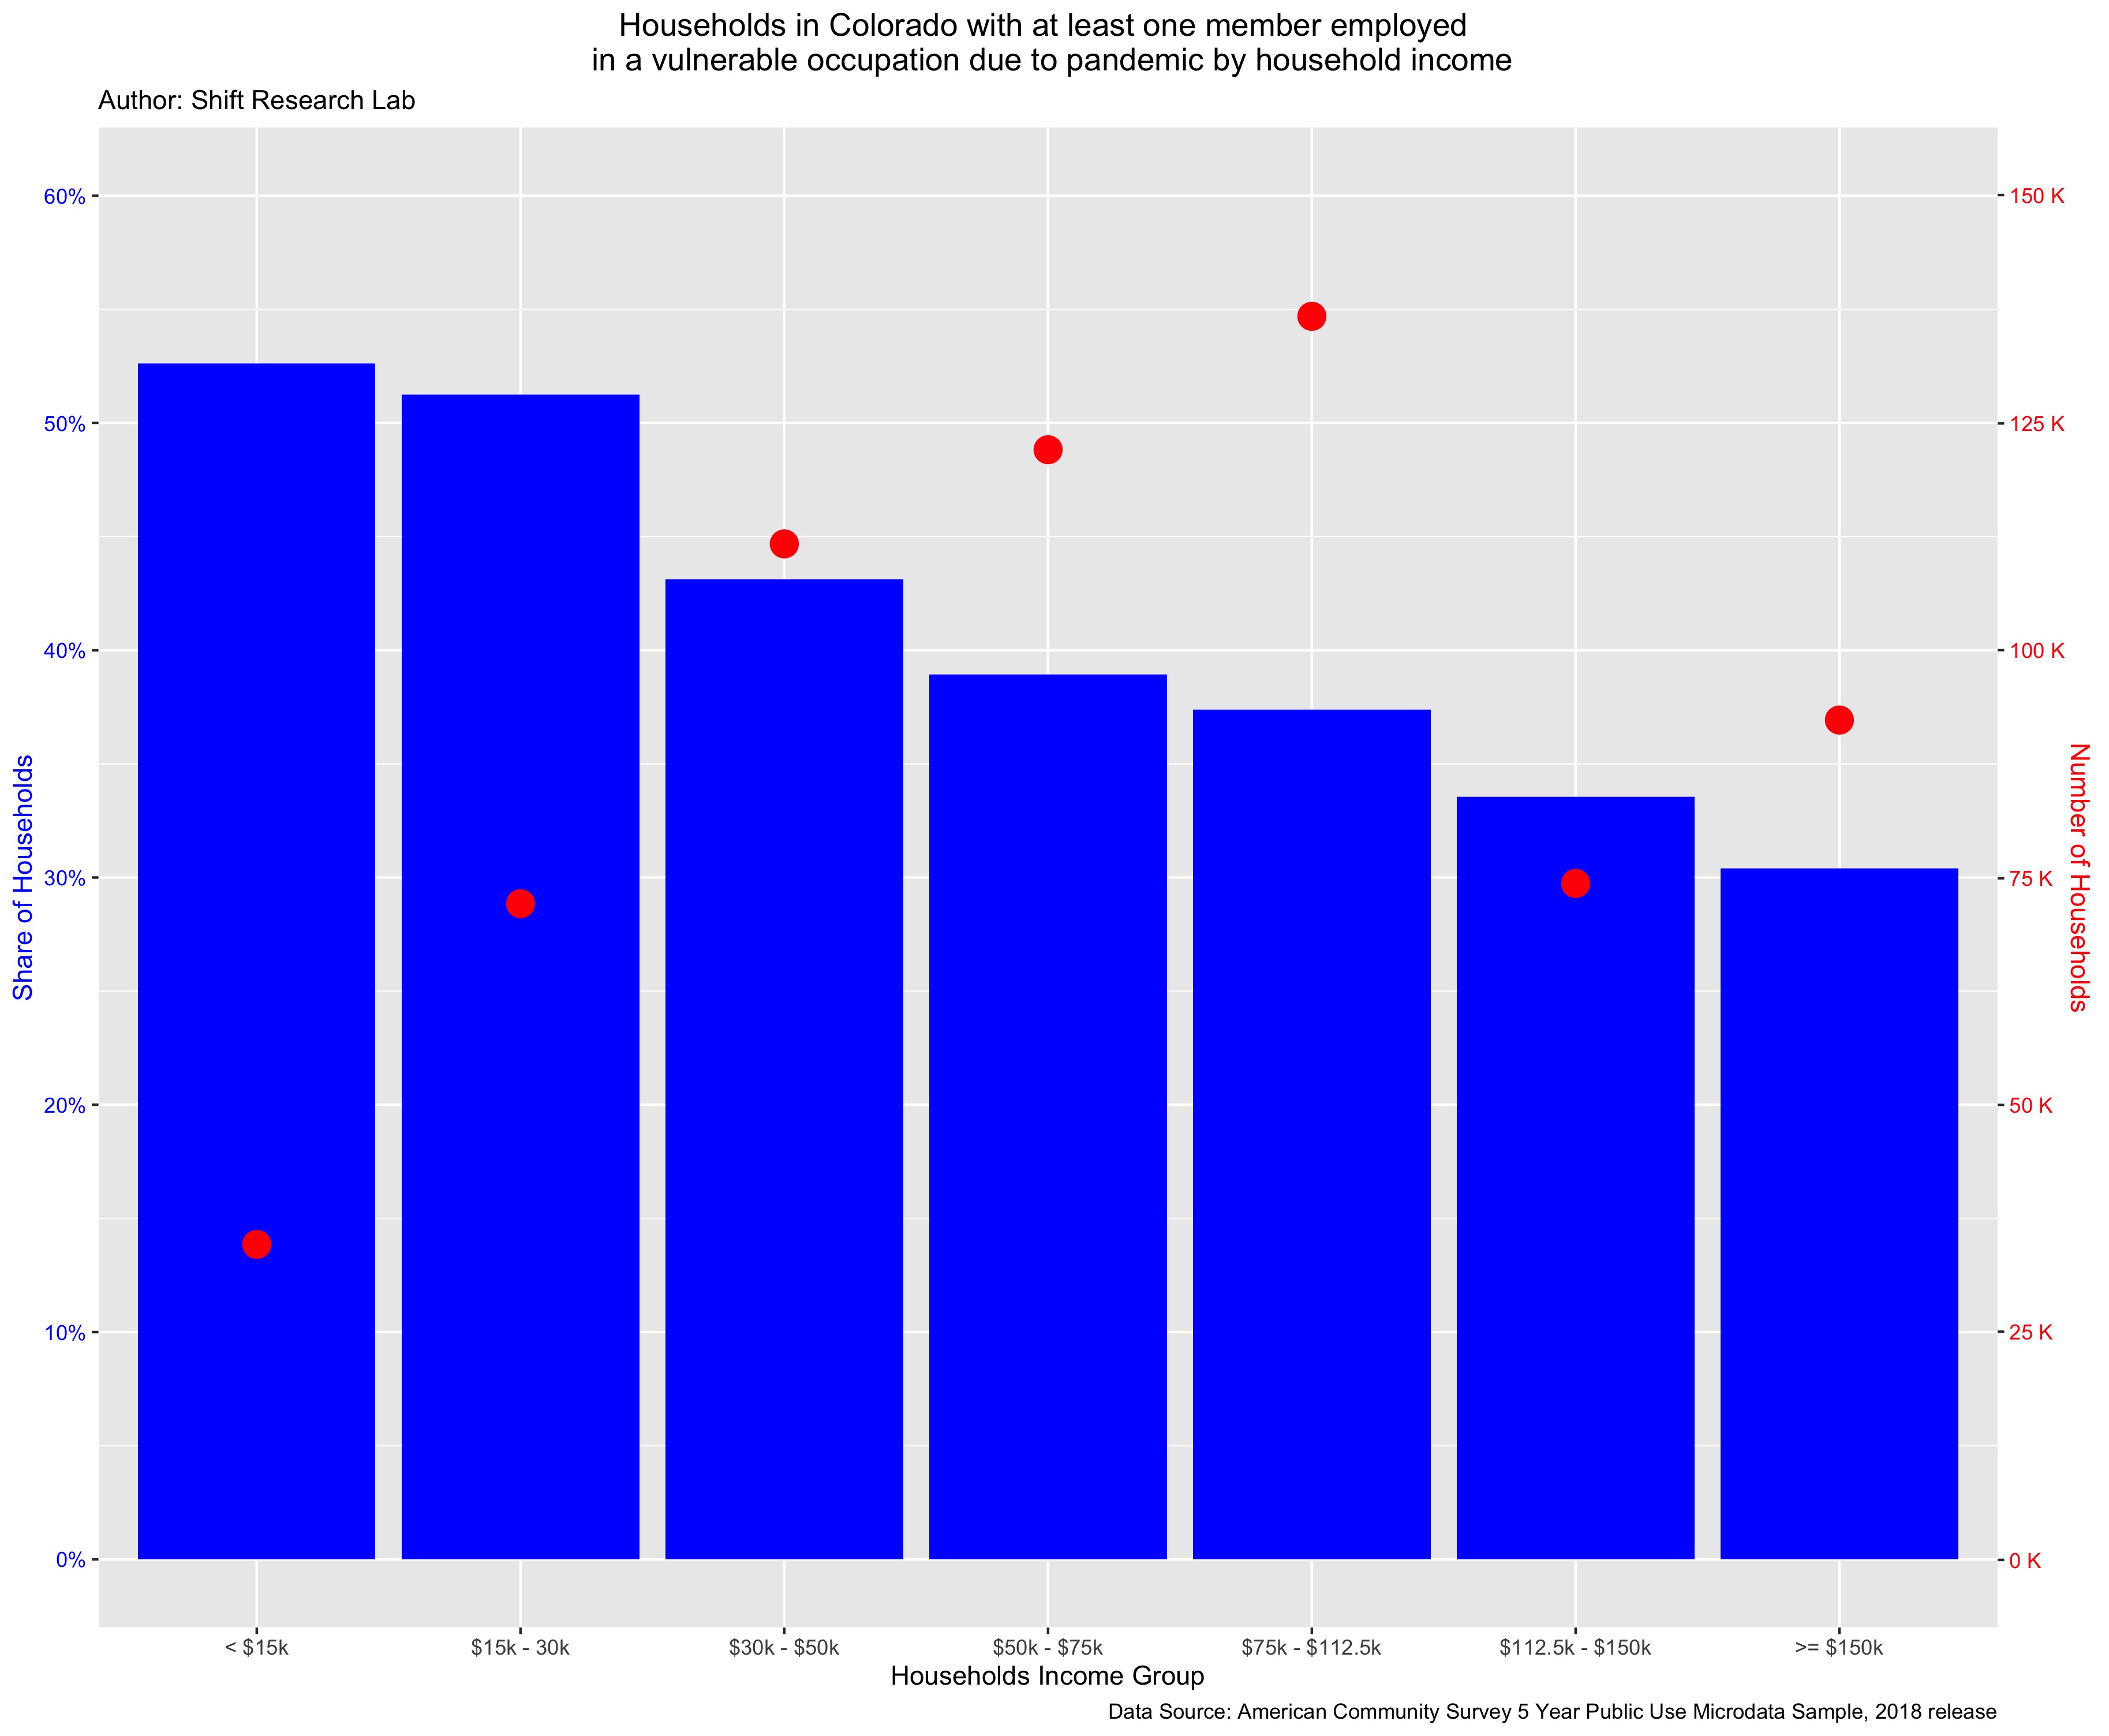 Households in Colorado with at least one member employed
in a vulnerable occupation due to pandemic by household income
Author: Shift Research Lab
60%
50%
40%
30%
20%
10%
0%
Share of Households
150 K
125 K
100 K
75 K
50 K
25 K
0 K
Number of Households
< $15k
$15k - 30k
$30k - $50k
$50k - $75k
$75k - $112.5k
$112.5k - $150k
>= $150k
Households Income Group
Data Source: American Community Survey 5 Year Public Use Microdata Sample, 2018 release